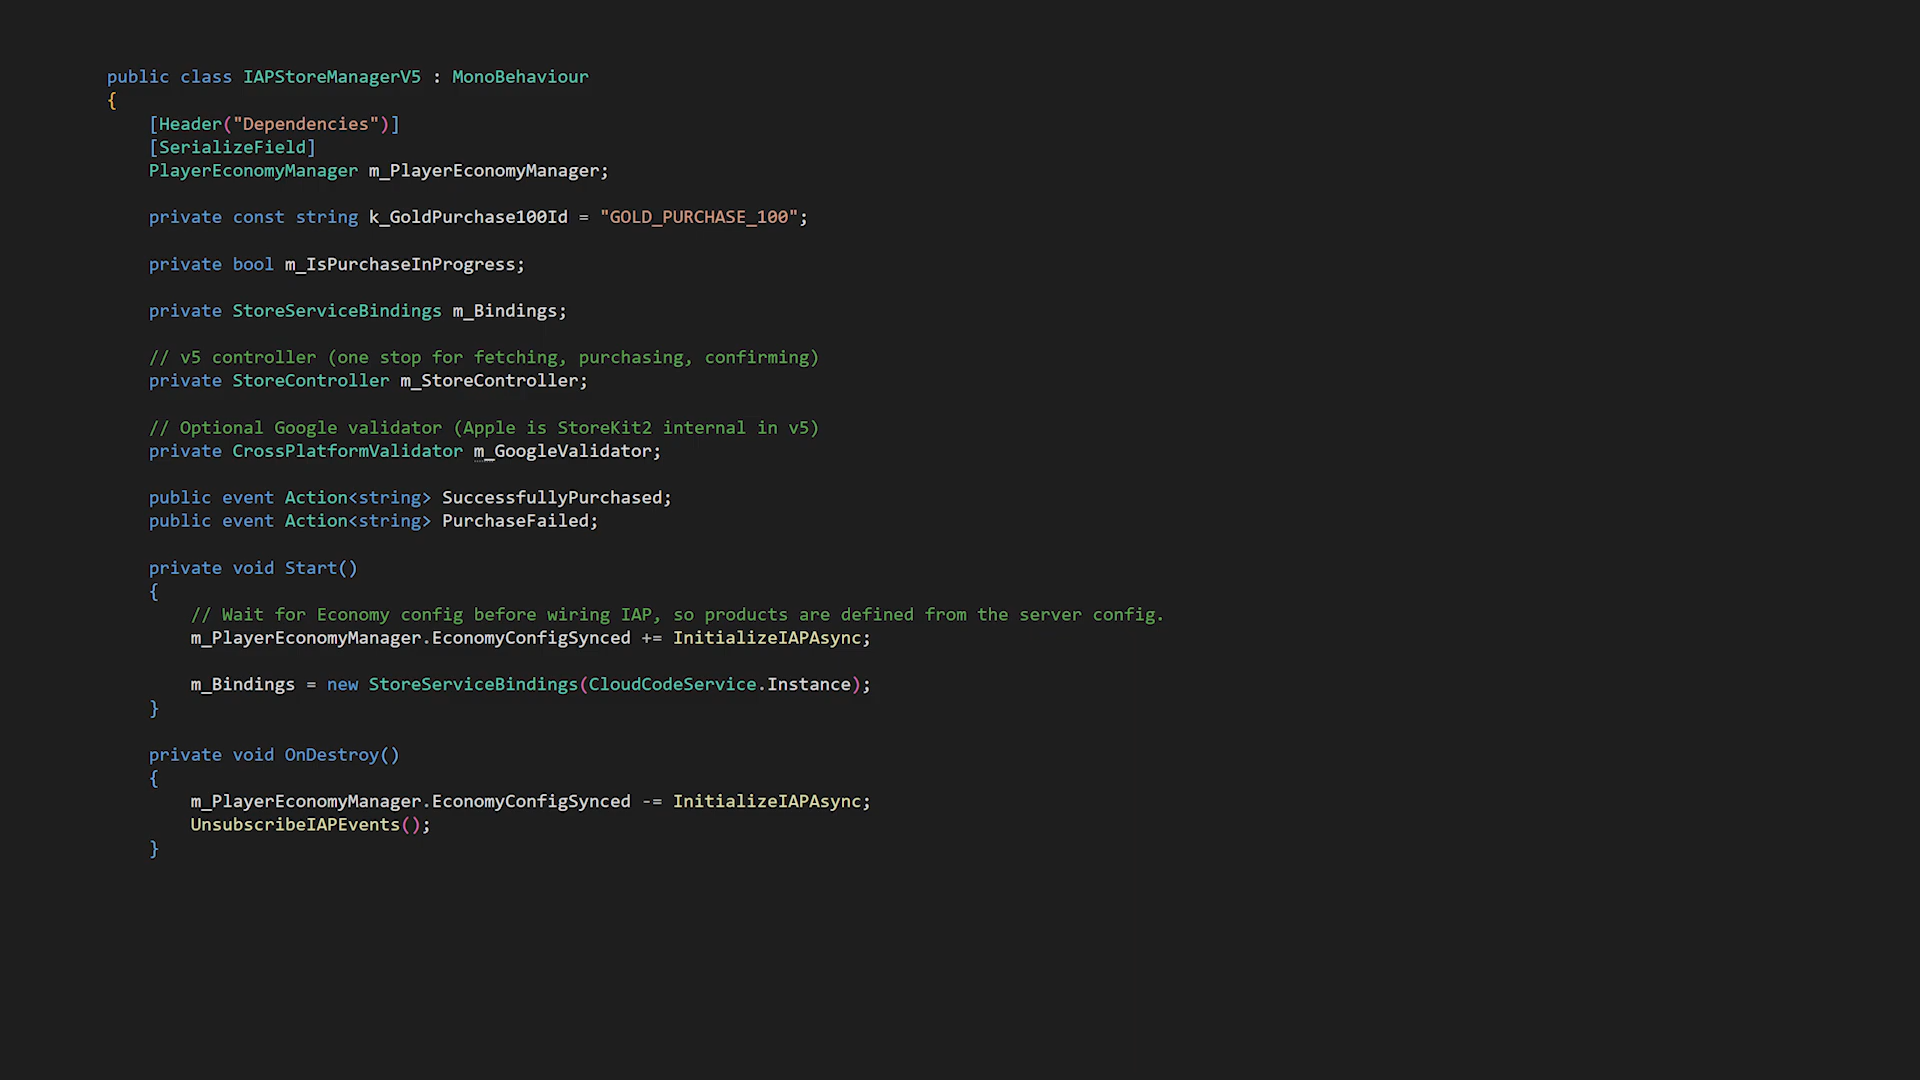 public class IAPStoreManagerV5 : MonoBehaviour
{
[Header("Dependencies")]
[SerializeField]
PlayerEconomyManager m_PlayerEconomyManager;
private const string k_GoldPurchase100Id = "GOLD_PURCHASE_100";
private bool m_IsPurchaseInProgress;
private StoreServiceBindings m_Bindings;
// v5 controller (one stop for fetching, purchasing, confirming)
private StoreController m_StoreController;
// Optional Google validator (Apple is StoreKit2 internal in v5)
private CrossPlatformValidator m_GoogleValidator;
public event Action<string> SuccessfullyPurchased;
public event Action<string> PurchaseFailed;
private void Start()
{
// Wait for Economy config before wiring IAP, so products are defined from the server config.
m_PlayerEconomyManager.EconomyConfigSynced += InitializeIAPAsync;
m_Bindings = new StoreServiceBindings(CloudCodeService.Instance);
}
private void OnDestroy()
{
m_PlayerEconomyManager.EconomyConfigSynced -= InitializeIAPAsync;
UnsubscribeIAPEvents();
}